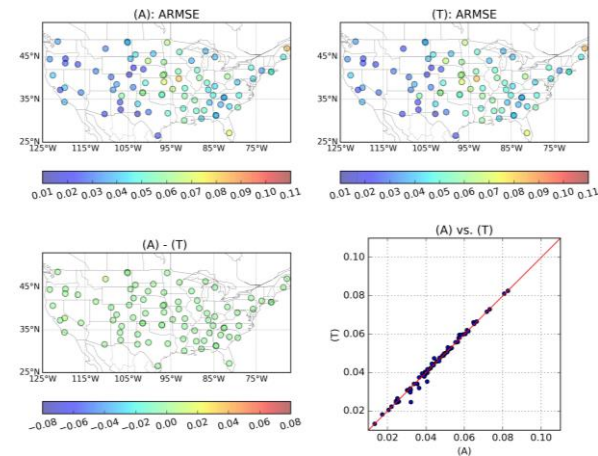 (A): ARMSE
45°N
35°N
25°N
125°W 115°W 105°W 95°W 85°W 75°W
0.01 0.02 0.04 0.05 0.06 0.07 0.08 0.09 0.10 0.11
(T): ARMSE
45°N
35°N
25°N
125°W 115°W 105°W 95°W 85°W 75°W
0.01 0.02 0.04 0.05 0.06 0.07 0.08 0.09 0.10 0.11
(A) - (T)
45°N
35°N
25°N
125°W 115°W 105°W 95°W 85°W 75°W
−0.08 −0.06 −0.04 −0.02 0.00 0.02 0.04 0.06 0.08
(A) vs. (T)
0.10
0.08
(T)
0.06
0.04
0.02
0.02 0.04 0.06 0.08 0.10
(A)